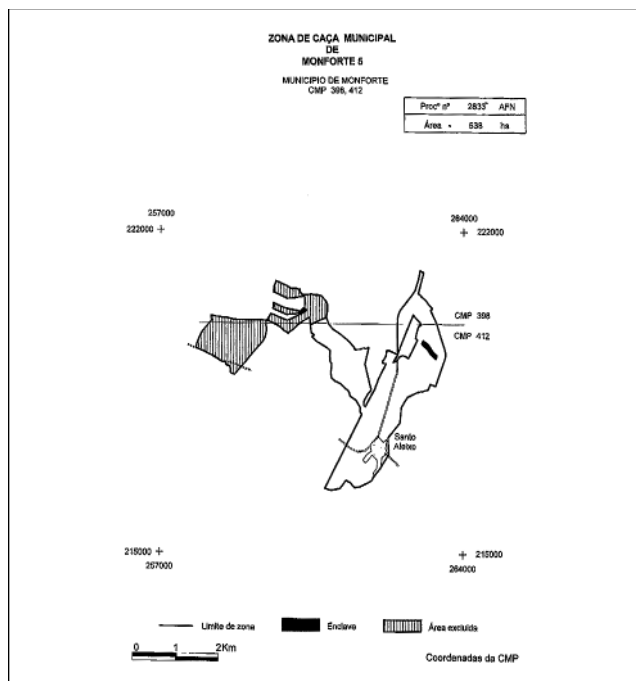 ZONA DE CAÇA MUNICIPAL
DE
MONFORTE 5
MUNICIPIO DE MONFORTE
CMP 398, 412
Procº nº 2833 AFN
Área - 638 ha
257000
222000
264000
222000
CMP 398
CMP 412
Santo
Aleixo
215000
257000
215000
264000
Limite de zona
Enclave
Área excluída
0 1 2Km
Coordenadas da CMP